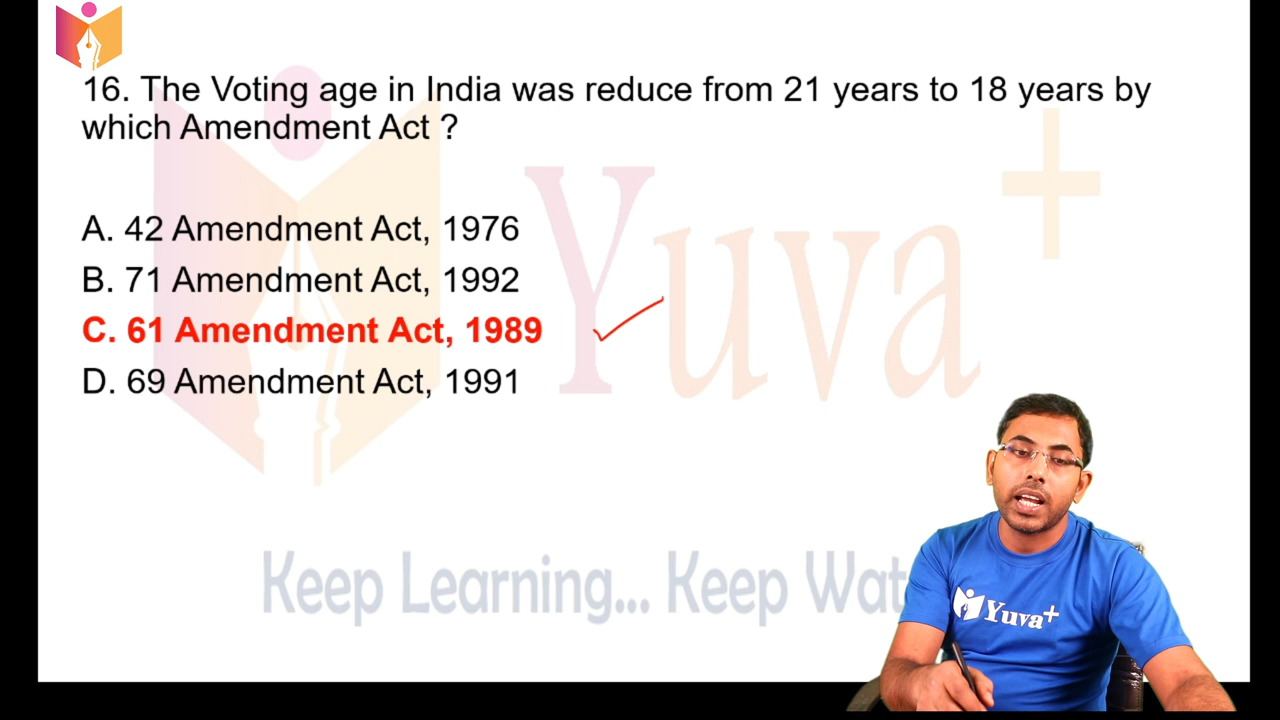 16. The Voting age in India was reduce from 21 years to 18 years by
which Amendment Act ?
A. 42 Amendment Act, 1976
B. 71 Amendment Act, 1992
C. 61 Amendment Act, 1989
D. 69 Amendment Act, 1991
Yuva+
Keep Learning... Keep
Yuva+